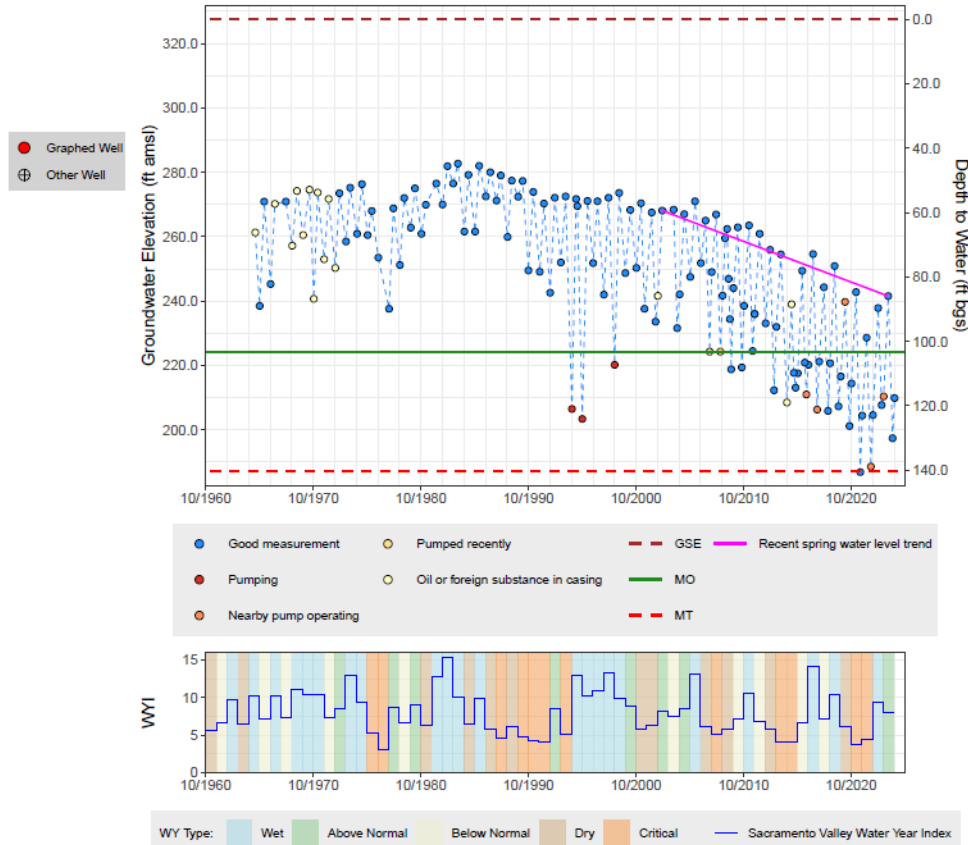 320.0
300.0
280.0
260.0
240.0
220.0
200.0
Groundwater Elevation (ft amsl)
0.0
20.0
40.0
60.0
80.0
100.0
120.0
140.0
Depth to Water (ft bgs)
Graphed Well
Other Well
10/1960
10/1970
10/1980
10/1990
10/2000
10/2010
10/2020
Good measurement
Pumped recently
GSE
Recent spring water level trend
Pumping
Oil or foreign substance in casing
MO
Nearby pump operating
MT
15
10
5
0
WYI
10/1960
10/1970
10/1980
10/1990
10/2000
10/2010
10/2020
WY Type:
Wet
Above Normal
Below Normal
Dry
Critical
Sacramento Valley Water Year Index